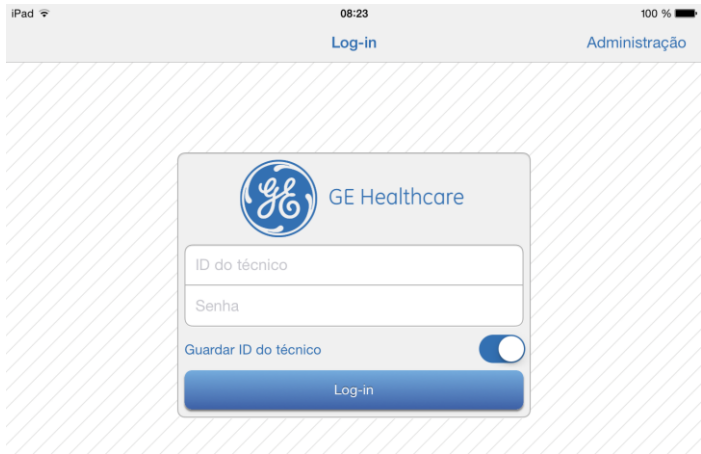 iPad 08:23 100 %
Log-in Administração
GE GE Healthcare
ID do técnico
Senha
Guardar ID do técnico
Log-in